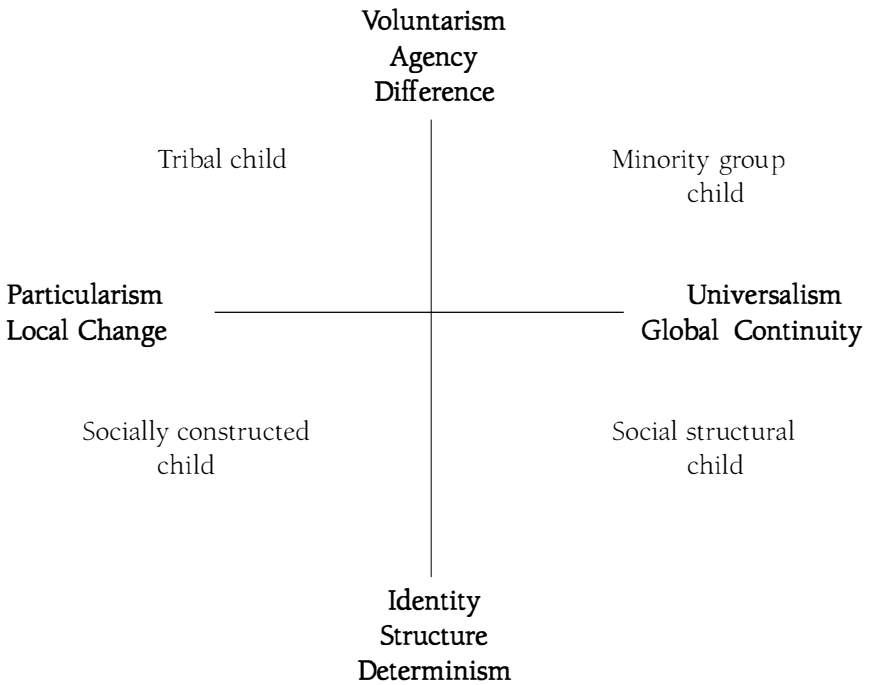 Voluntarism
Agency
Difference
Tribal child
Minority group
child
Particularism
Local Change
Universalism
Global Continuity
Socially constructed
child
Social structural
child
Identity
Structure
Determinism